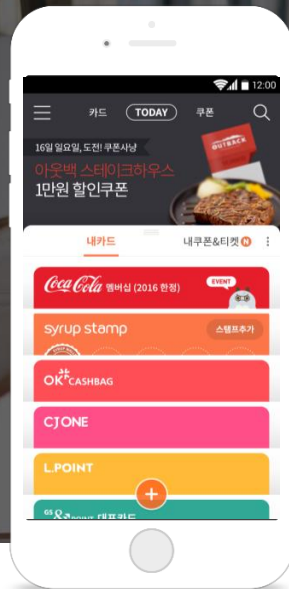 12:00
카드 TODAY 쿠폰
16일 일요일, 도전! 쿠폰사냥
아웃백 스테이크하우스
1만원 할인쿠폰
OUTBACK
내카드 내쿠폰&티켓 N
Coca Cola 멤버십 (2016 한정) EVENT
syrup stamp 스탬프추가
OK CASHBAG
CJ ONE
L.POINT
GS& POINT 대표카드